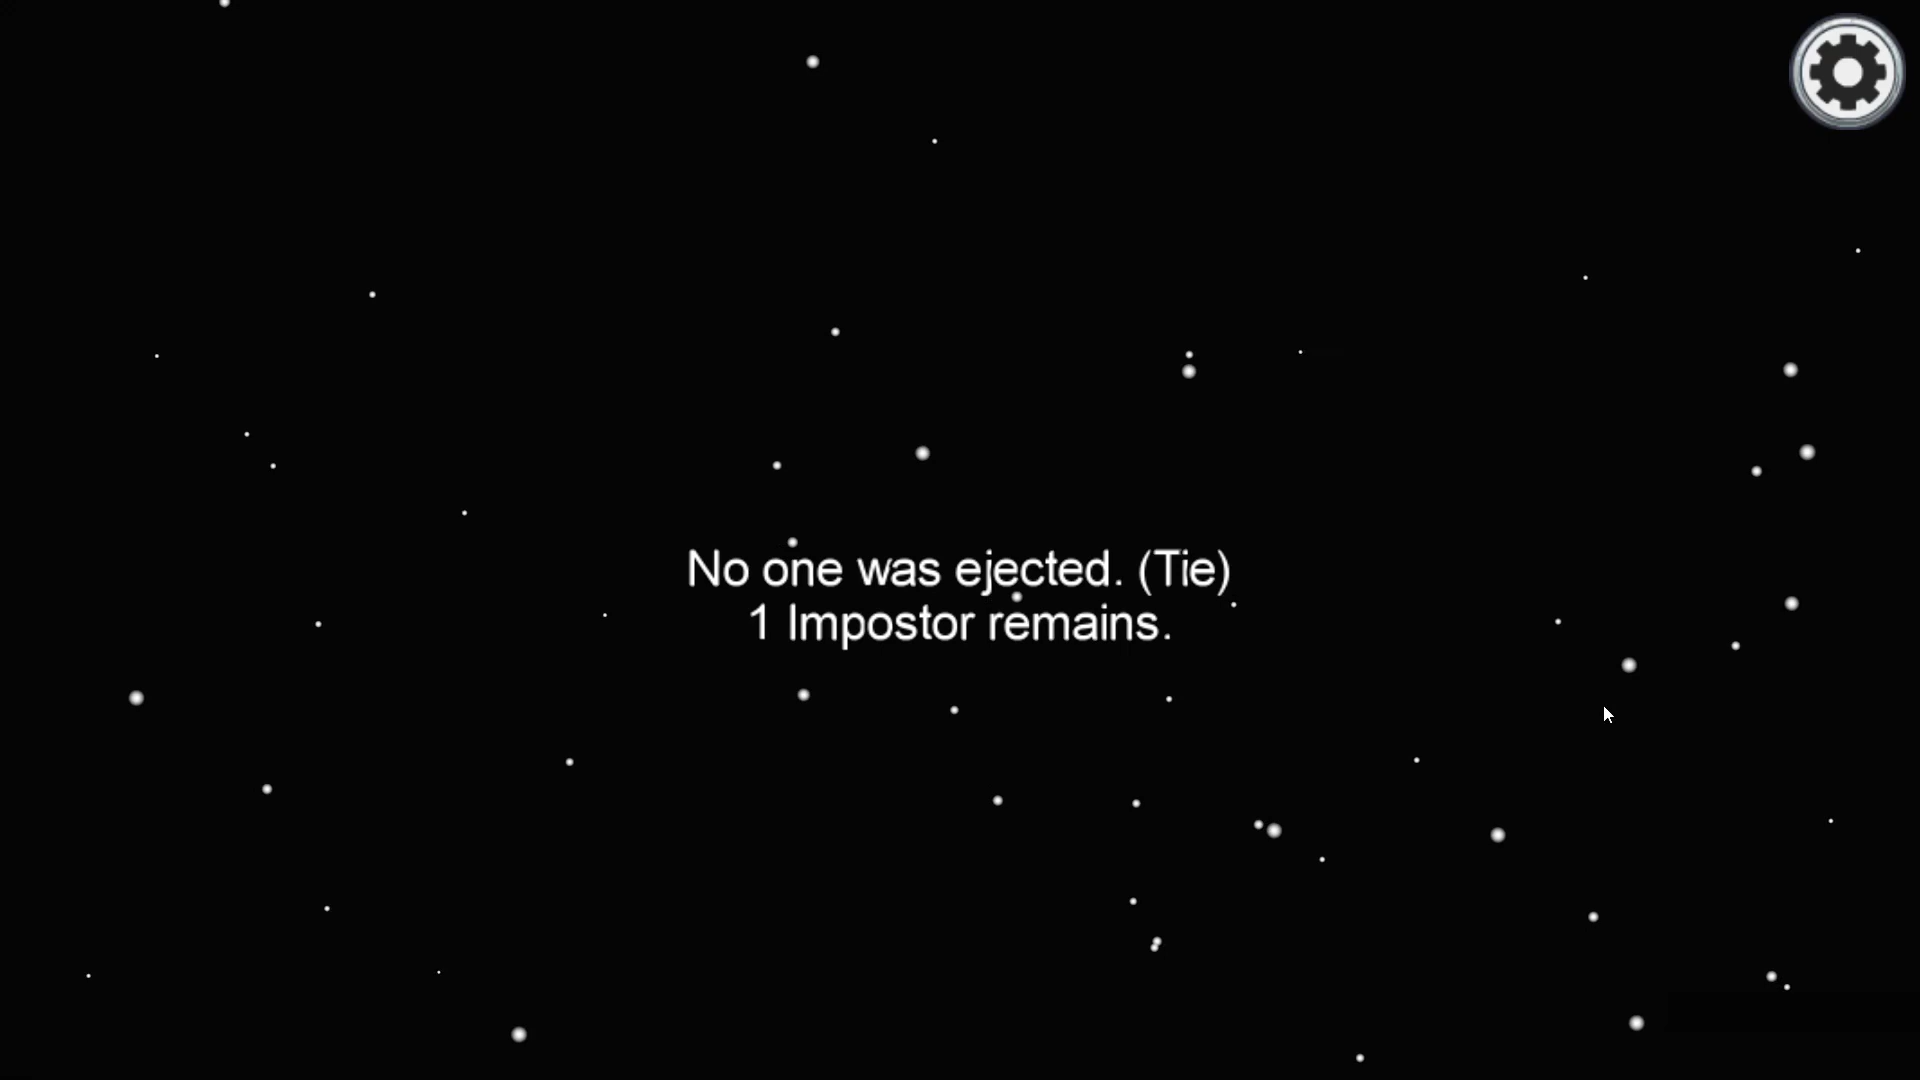 No one was ejected. (Tie)
1 Impostor remains.